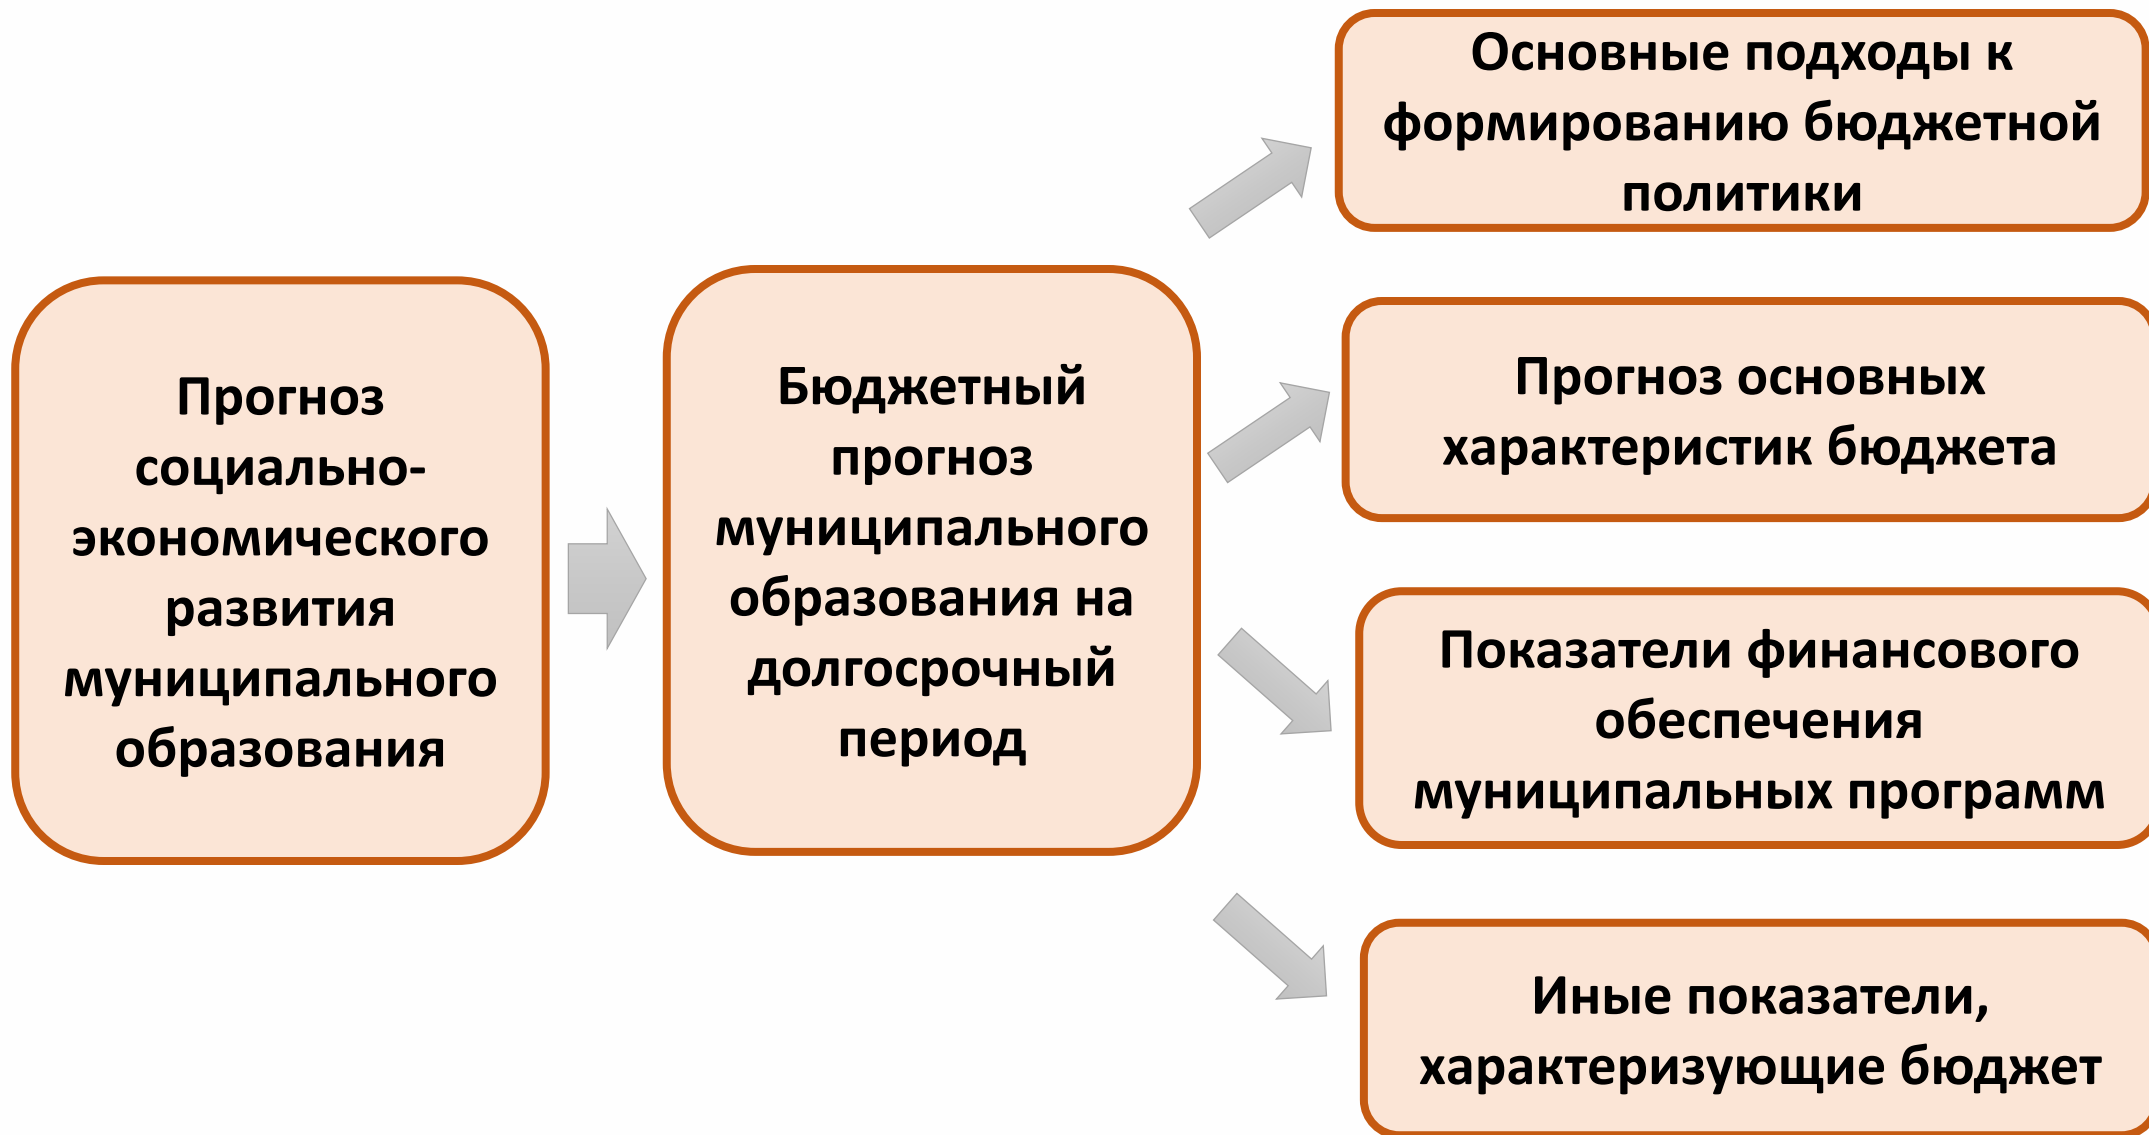 Прогноз
социально-
экономического
развития
муниципального
образования
Бюджетный
прогноз
муниципального
образования на
долгосрочный
период
Основные подходы к
формированию бюджетной
политики
Прогноз основных
характеристик бюджета
Показатели финансового
обеспечения
муниципальных программ
Иные показатели,
характеризующие бюджет